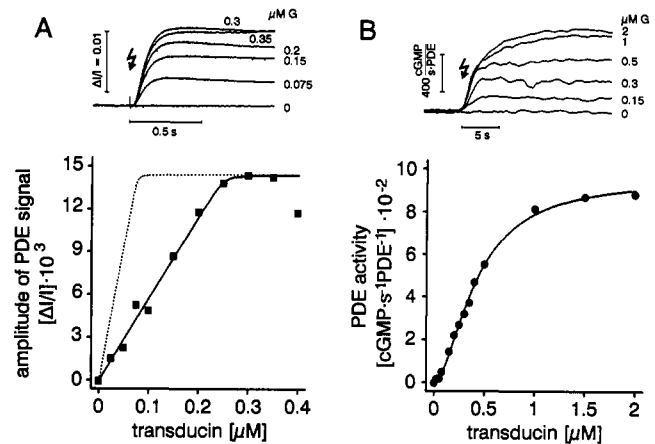 A
ΔI/I = 0.01
0.5 s
μM G
0.3
0.35
0.2
0.15
0.075
0
amplitude of PDE signal
[ΔI/I]·10³
15
12
9
6
3
0
0
0.1
0.2
0.3
0.4
transducin [μM]
B
cGMP
400 s·PDE
5 s
μM G
2
1
0.5
0.3
0.15
0
PDE activity
[cGMP·s⁻¹PDE⁻¹]·10⁻²
10
8
6
4
2
0
0
0.5
1.0
1.5
2
transducin [μM]